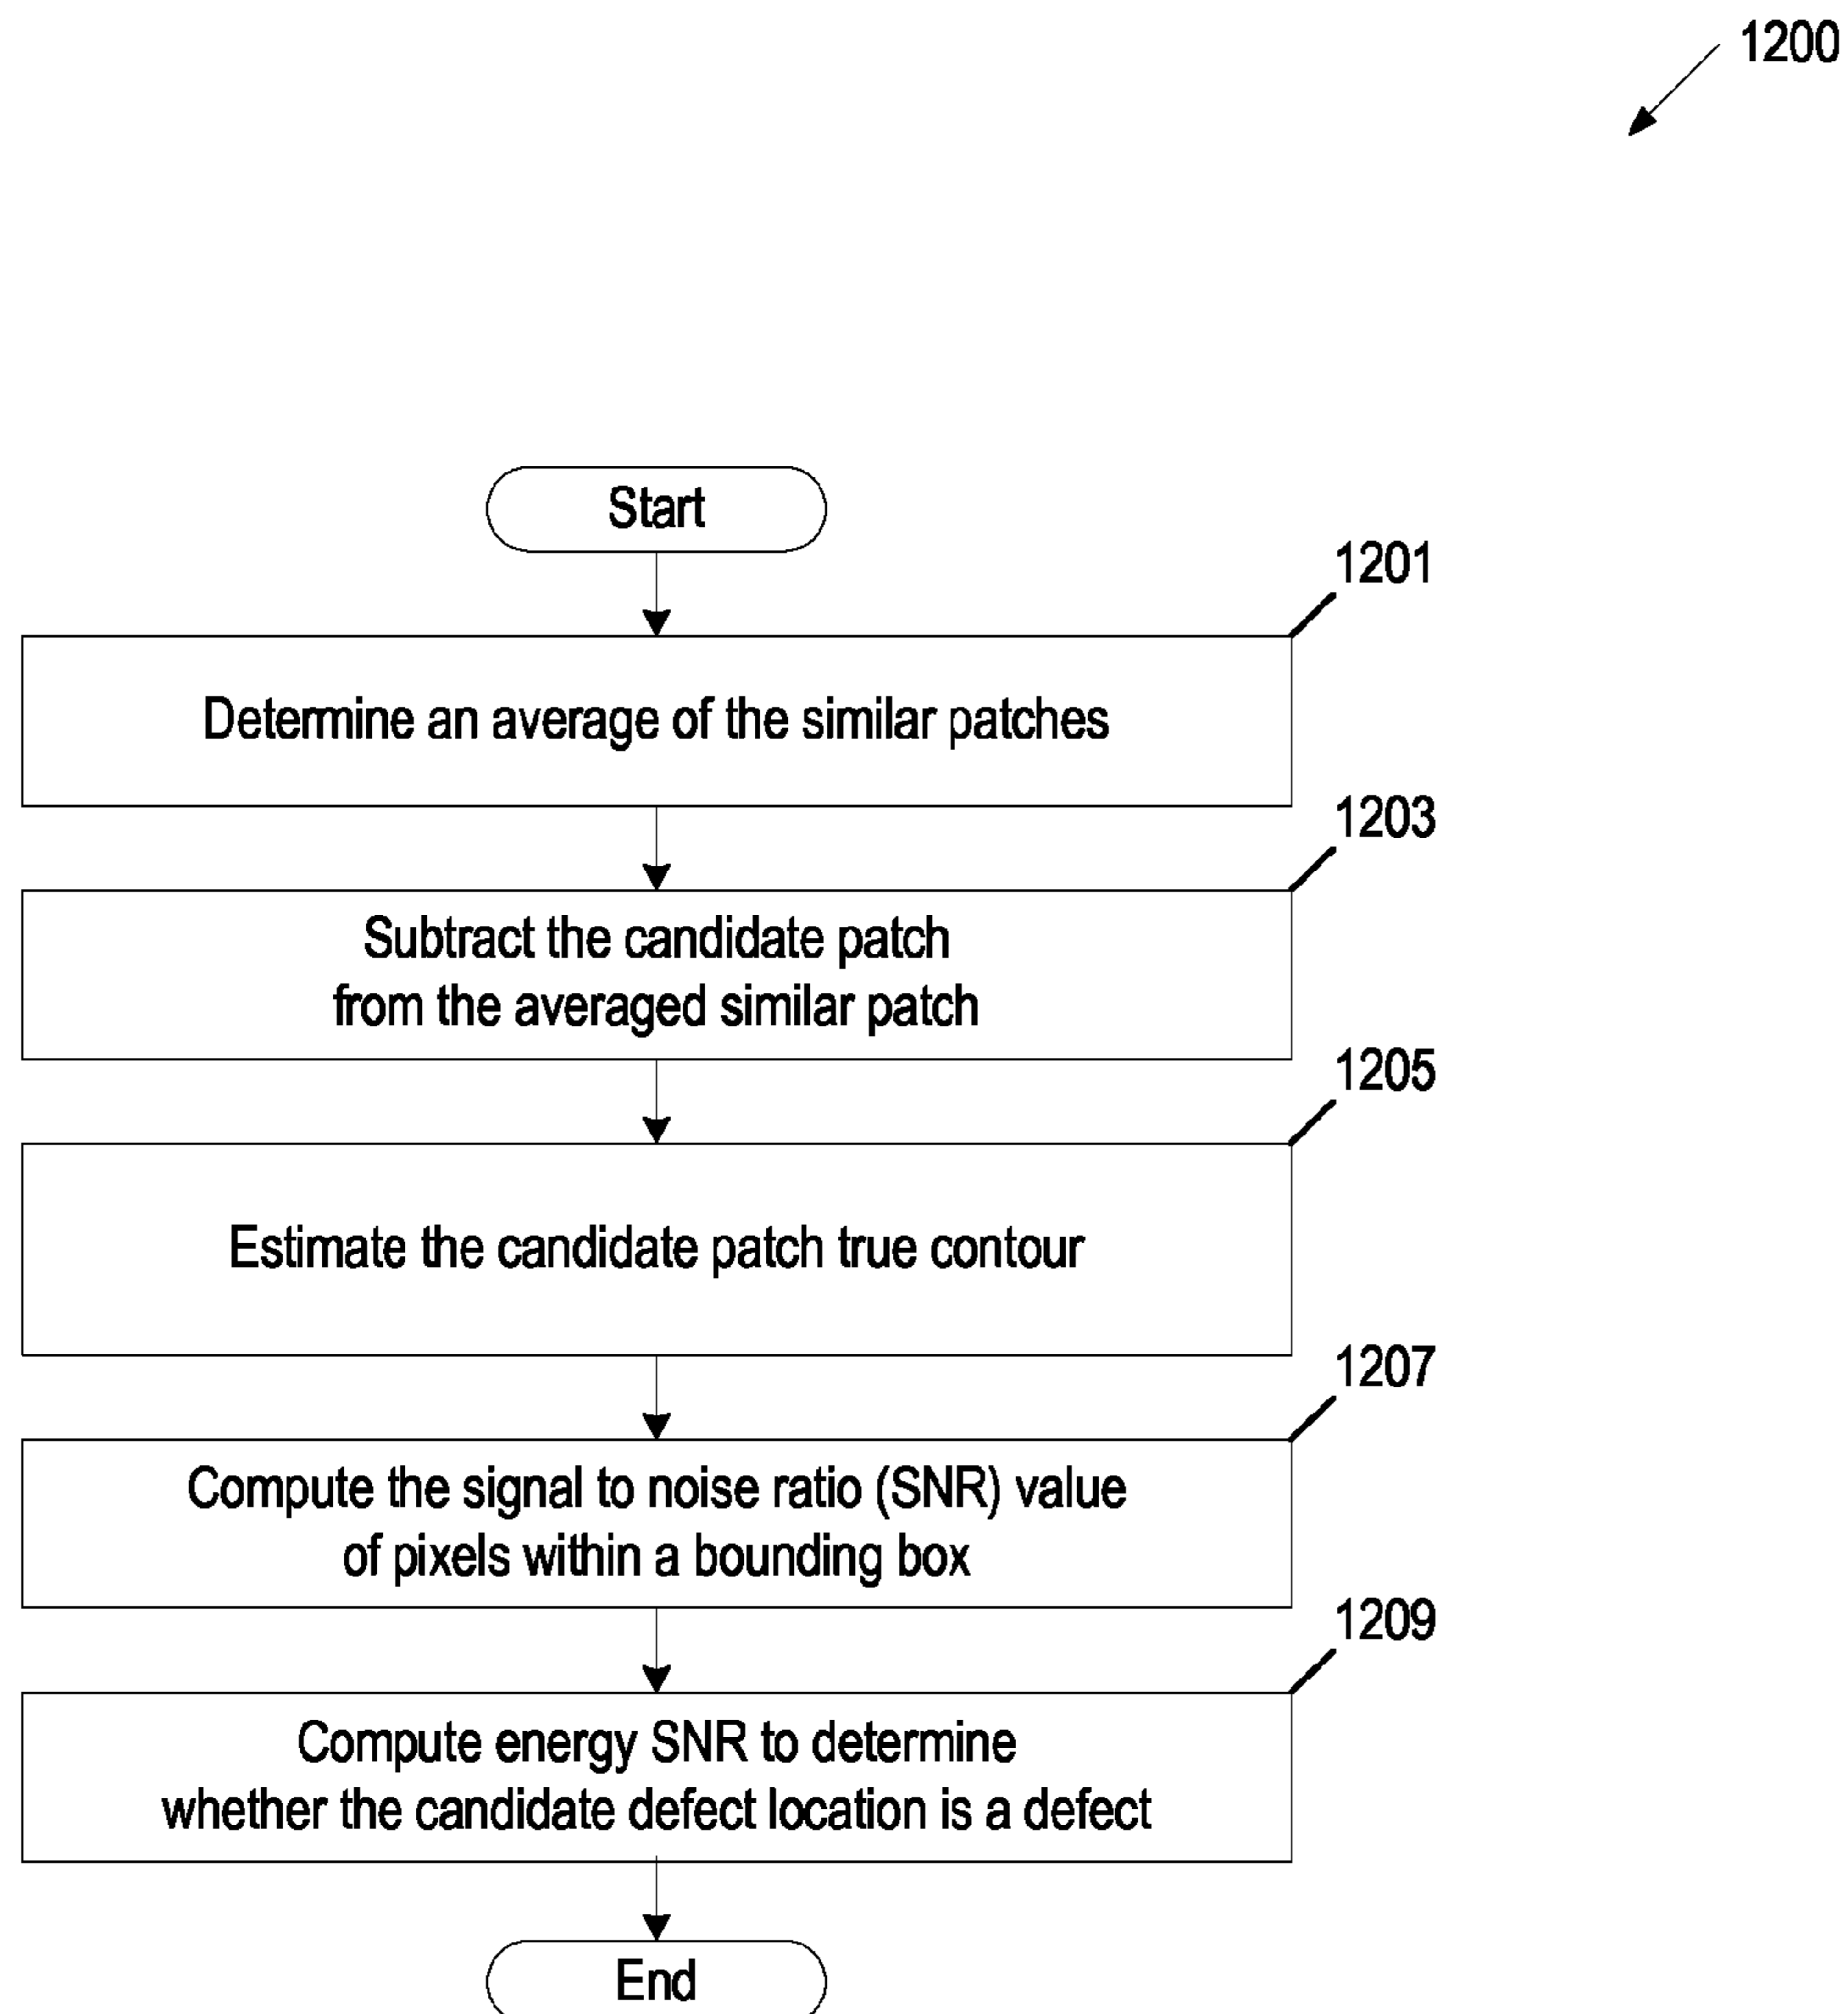 1200
Start
1201
Determine an average of the similar patches
1203
Subtract the candidate patch
from the averaged similar patch
1205
Estimate the candidate patch true contour
1207
Compute the signal to noise ratio (SNR) value
of pixels within a bounding box
1209
Compute energy SNR to determine
whether the candidate defect location is a defect
End